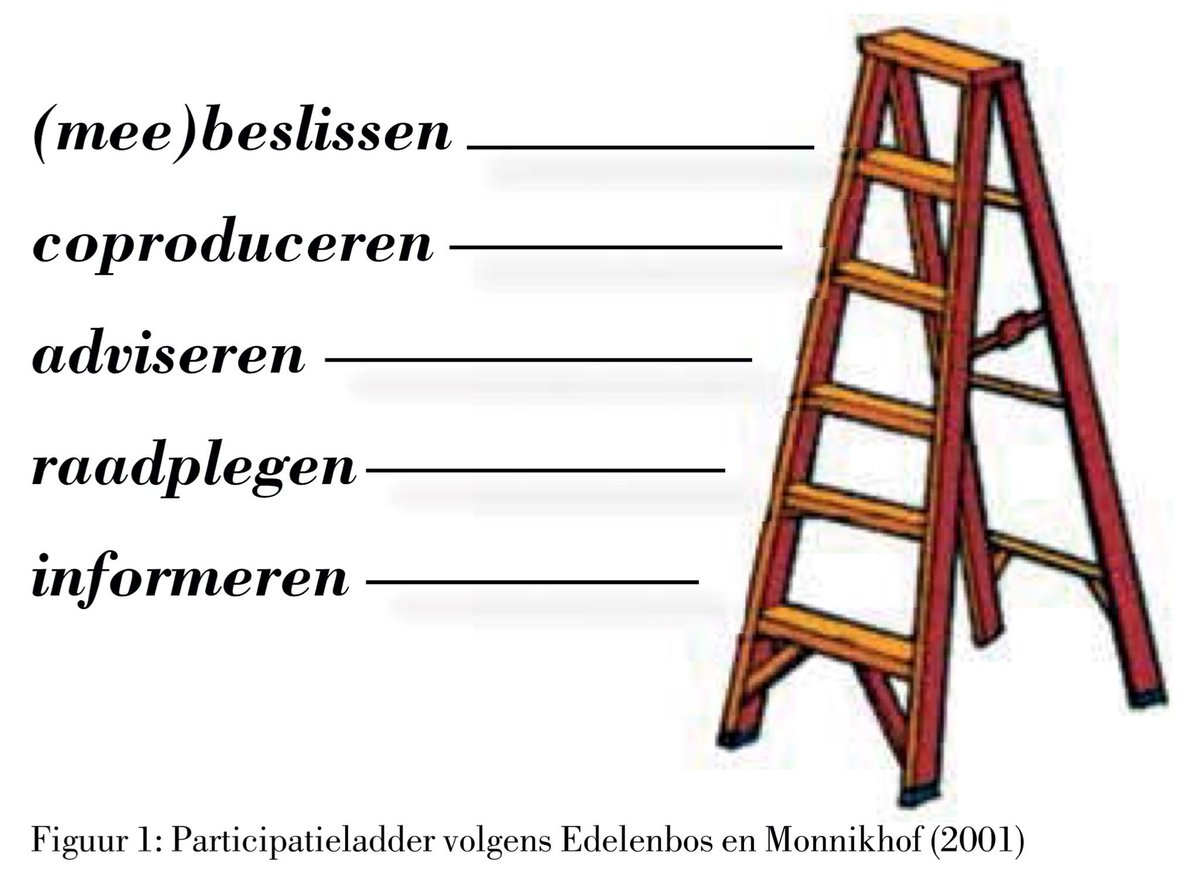 (mee)beslissen
coproduceren
adviseren
raadplegen
informeren
Figuur 1: Participatieladder volgens Edelenbos en Monnikhof (2001)